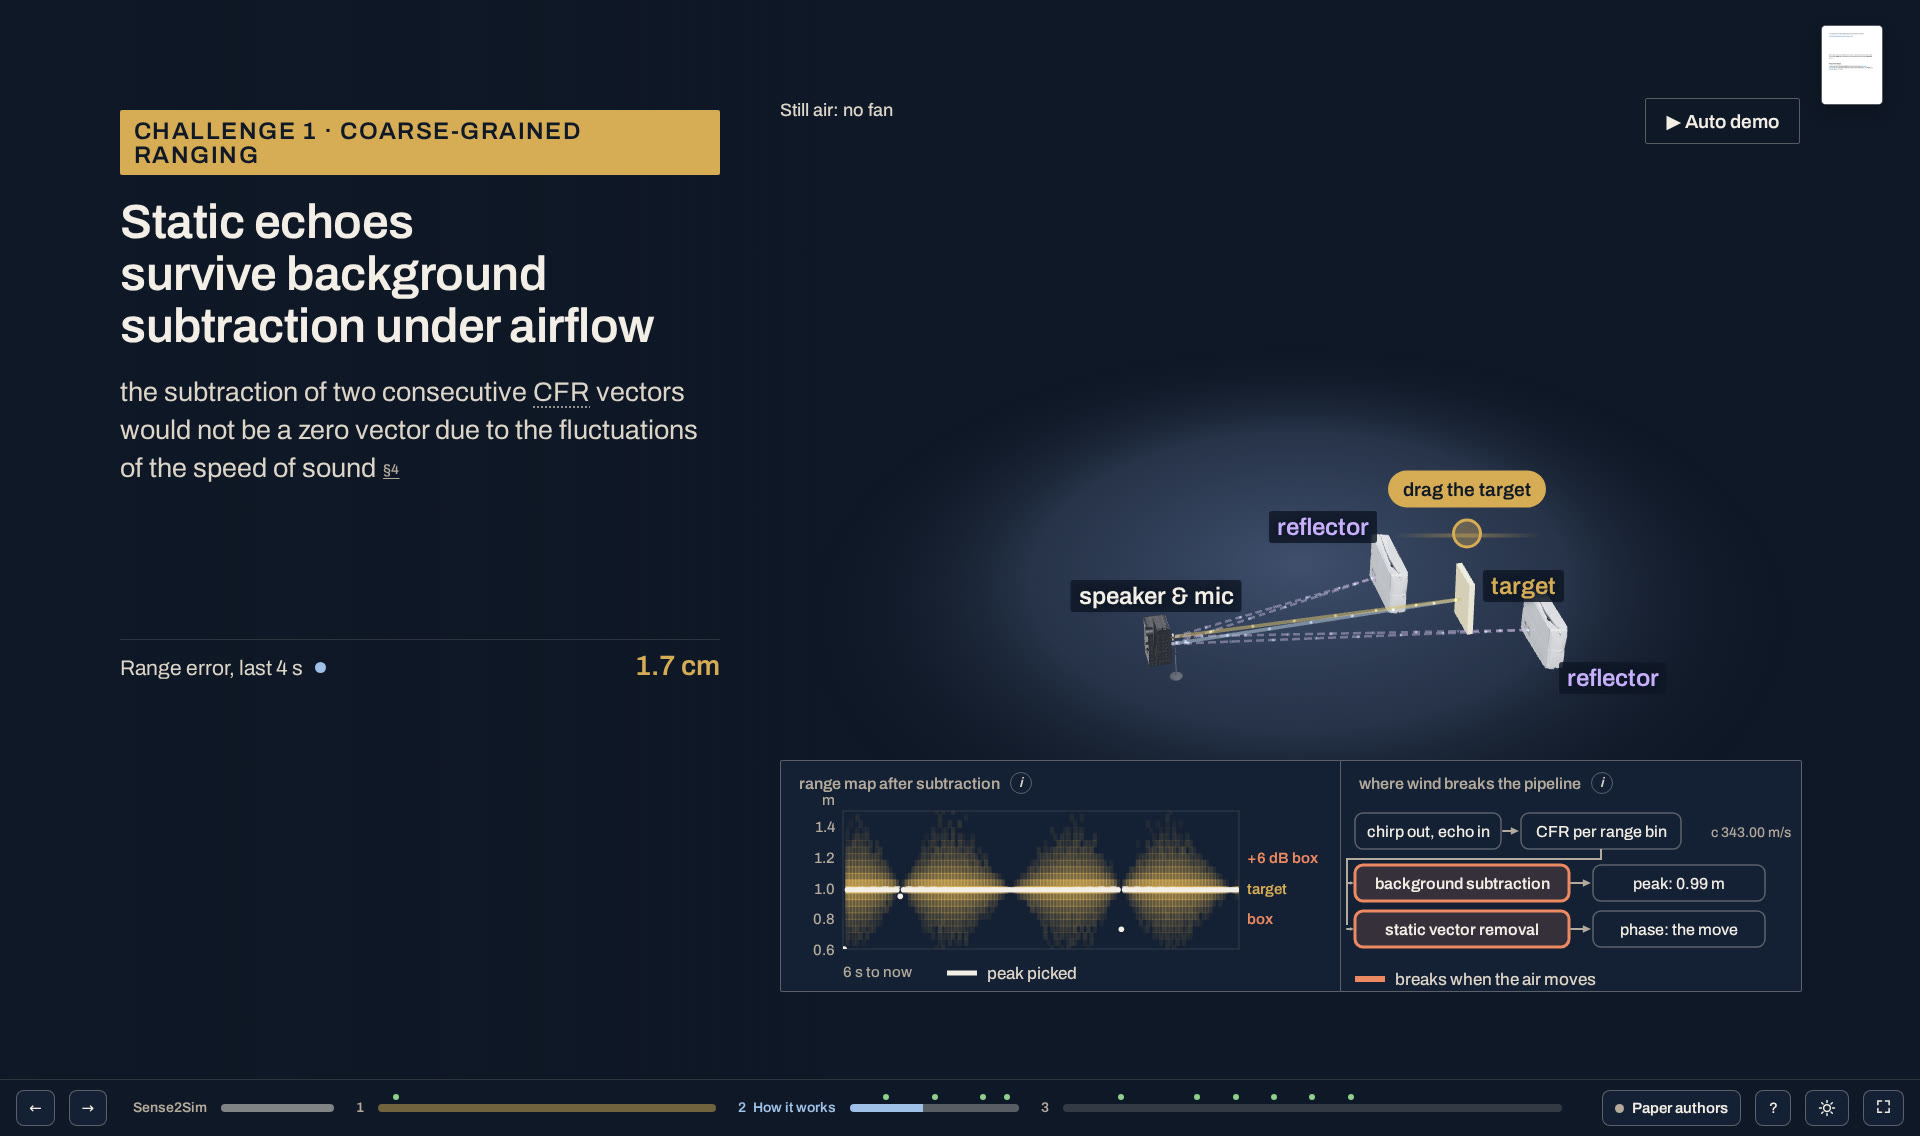 CHALLENGE 1 · COARSE-GRAINED
RANGING
Static echoes
survive background
subtraction under airflow
the subtraction of two consecutive CFR vectors
would not be a zero vector due to the fluctuations
of the speed of sound §4
Range error, last 4 s
1.7 cm
Still air: no fan
▶ Auto demo
drag the target
reflector
target
speaker & mic
reflector
range map after subtraction i
m
1.4
1.2
1.0
0.8
0.6
+6 dB box
target
box
6 s to now
peak picked
where wind breaks the pipeline i
chirp out, echo in
CFR per range bin
c 343.00 m/s
background subtraction
peak: 0.99 m
static vector removal
phase: the move
breaks when the air moves
← → Sense2Sim 1 2 How it works 3 Paper authors ?